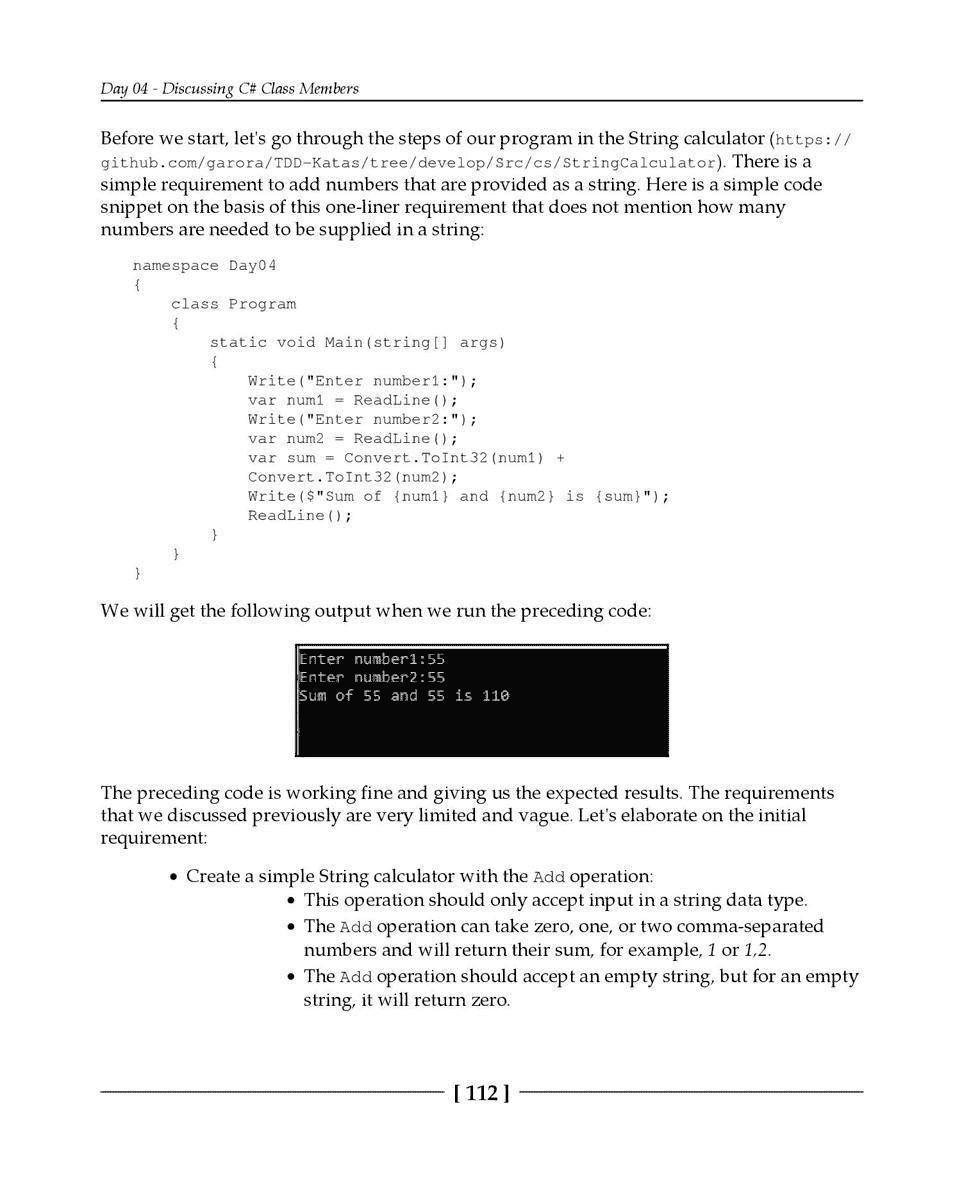 Day 04 - Discussing C# Class Members
Before we start, let's go through the steps of our program in the String calculator (https://
github.com/garora/TDD-Katas/tree/develop/Src/cs/StringCalculator). There is a
simple requirement to add numbers that are provided as a string. Here is a simple code
snippet on the basis of this one-liner requirement that does not mention how many
numbers are needed to be supplied in a string:
namespace Day04
{
class Program
{
static void Main(string[] args)
{
Write("Enter number1:");
var num1 = ReadLine();
Write("Enter number2:");
var num2 = ReadLine();
var sum = Convert.ToInt32(num1) +
Convert.ToInt32(num2);
Write($"Sum of {num1} and {num2} is {sum}");
ReadLine();
}
}
}
We will get the following output when we run the preceding code:
Enter number1:55
Enter number2:55
Sum of 55 and 55 is 110
The preceding code is working fine and giving us the expected results. The requirements
that we discussed previously are very limited and vague. Let's elaborate on the initial
requirement:
• Create a simple String calculator with the Add operation:
• This operation should only accept input in a string data type.
• The Add operation can take zero, one, or two comma-separated
numbers and will return their sum, for example, 1 or 1,2.
• The Add operation should accept an empty string, but for an empty
string, it will return zero.
[ 112 ]